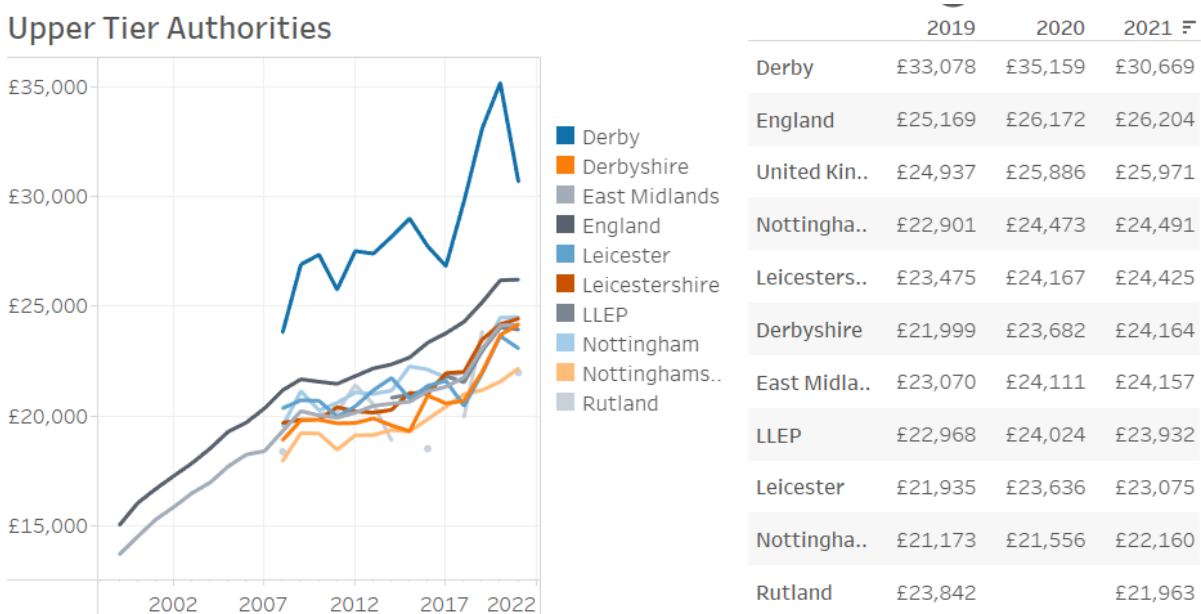 Upper Tier Authorities
£35,000
£30,000
£25,000
£20,000
£15,000
2002 2007 2012 2017 2022
Derby
Derbyshire
East Midlands
England
Leicester
Leicestershire
LLEP
Nottingham
Nottinghams..
Rutland
2019 2020 2021
Derby £33,078 £35,159 £30,669
England £25,169 £26,172 £26,204
United Kin.. £24,937 £25,886 £25,971
Nottingha.. £22,901 £24,473 £24,491
Leicesters.. £23,475 £24,167 £24,425
Derbyshire £21,999 £23,682 £24,164
East Midla.. £23,070 £24,111 £24,157
LLEP £22,968 £24,024 £23,932
Leicester £21,935 £23,636 £23,075
Nottingha.. £21,173 £21,556 £22,160
Rutland £23,842 £21,963